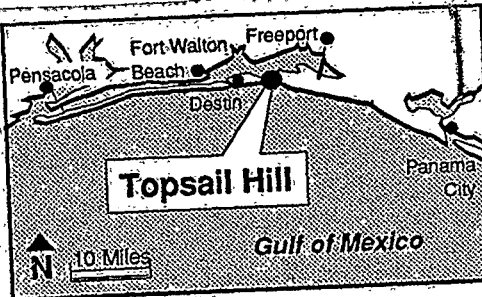 Freeport
Fort Walton
Beach
Pensacola
Destin
Topsail Hill
Panama
City
Gulf of Mexico
N
10 Miles